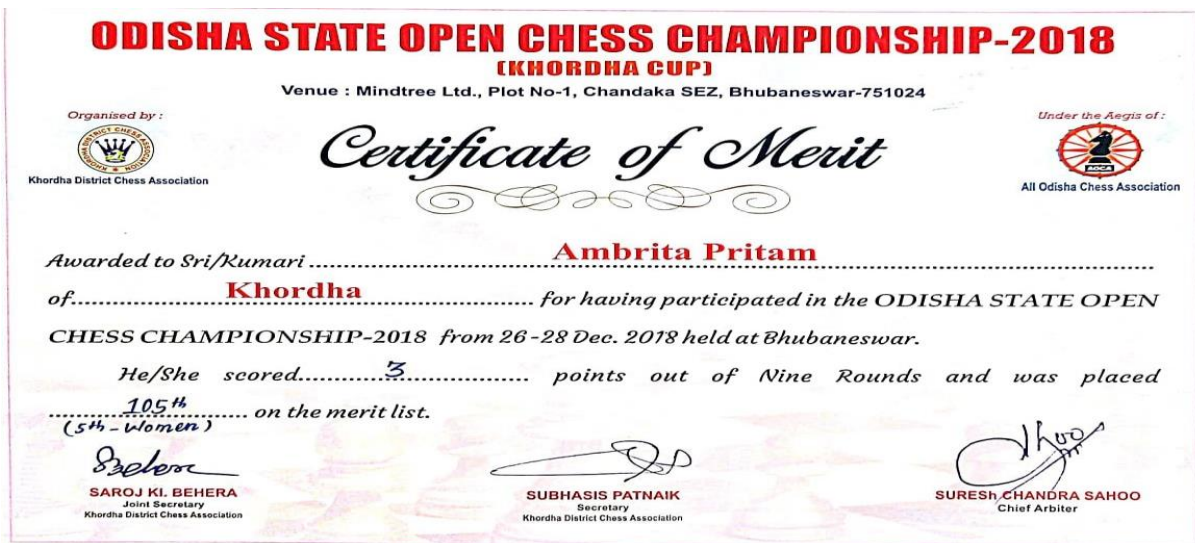 ODISHA STATE OPEN CHESS CHAMPIONSHIP-2018
(KHORDHA CUP)
Venue : Mindtree Ltd., Plot No-1, Chandaka SEZ, Bhubaneswar-751024
Organised by :
KHORDHA DISTRICT CHESS ASSOCIATION
Khordha District Chess Association
Certificate of Merit
Under the Aegis of :
AOCA
All Odisha Chess Association
Awarded to Sri/Kumari ........ Ambrita Pritam ........
of........ Khordha ........ for having participated in the ODISHA STATE OPEN
CHESS CHAMPIONSHIP-2018 from 26-28 Dec. 2018 held at Bhubaneswar.
He/She scored........ 3 ........ points out of Nine Rounds and was placed
........ 105th ........ on the merit list.
(5th - Women)
SAROJ KI. BEHERA
Joint Secretary
Khordha District Chess Association
SUBHASIS PATNAIK
Secretary
Khordha District Chess Association
SURESh CHANDRA SAHOO
Chief Arbiter